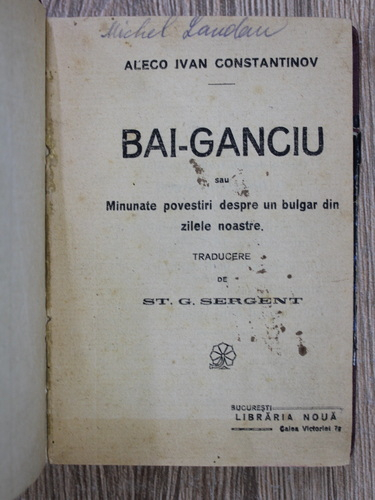 Michel Landau
ALECO IVAN CONSTANTINOV
BAI-GANCIU
sau
Minunate povestiri despre un bulgar din
zilele noastre.
TRADUCERE
DE
ST. G. SERGENT
BUCUREȘTI
LIBRĂRIA NOUĂ
Calea Victoriei